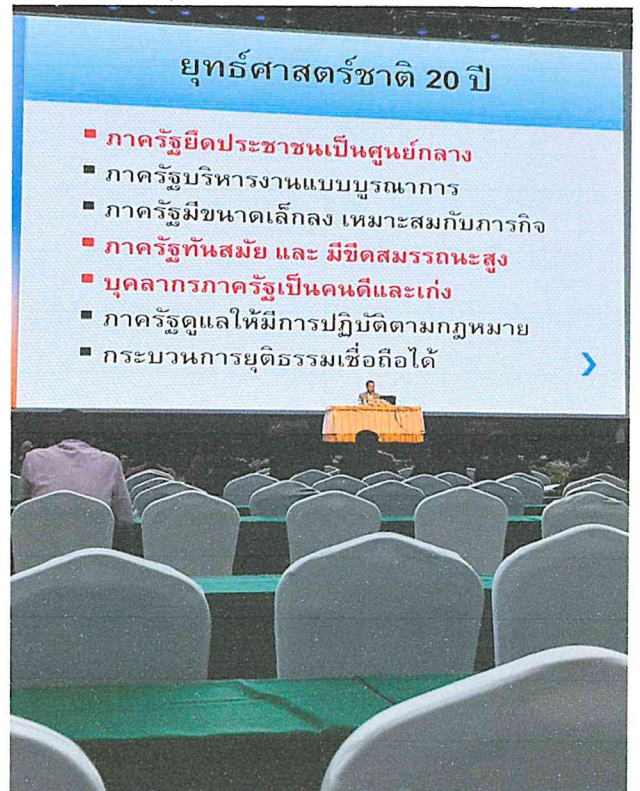 ยุทธ์ศาสตร์ชาติ 20 ปี
▪ ภาครัฐยึดประชาชนเป็นศูนย์กลาง
▪ ภาครัฐบริหารงานแบบบูรณาการ
▪ ภาครัฐมีขนาดเล็กลง เหมาะสมกับภารกิจ
▪ ภาครัฐทันสมัย และ มีขีดสมรรถนะสูง
▪ บุคลากรภาครัฐเป็นคนดีและเก่ง
▪ ภาครัฐดูแลให้มีการปฏิบัติตามกฎหมาย
▪ กระบวนการยุติธรรมเชื่อถือได้